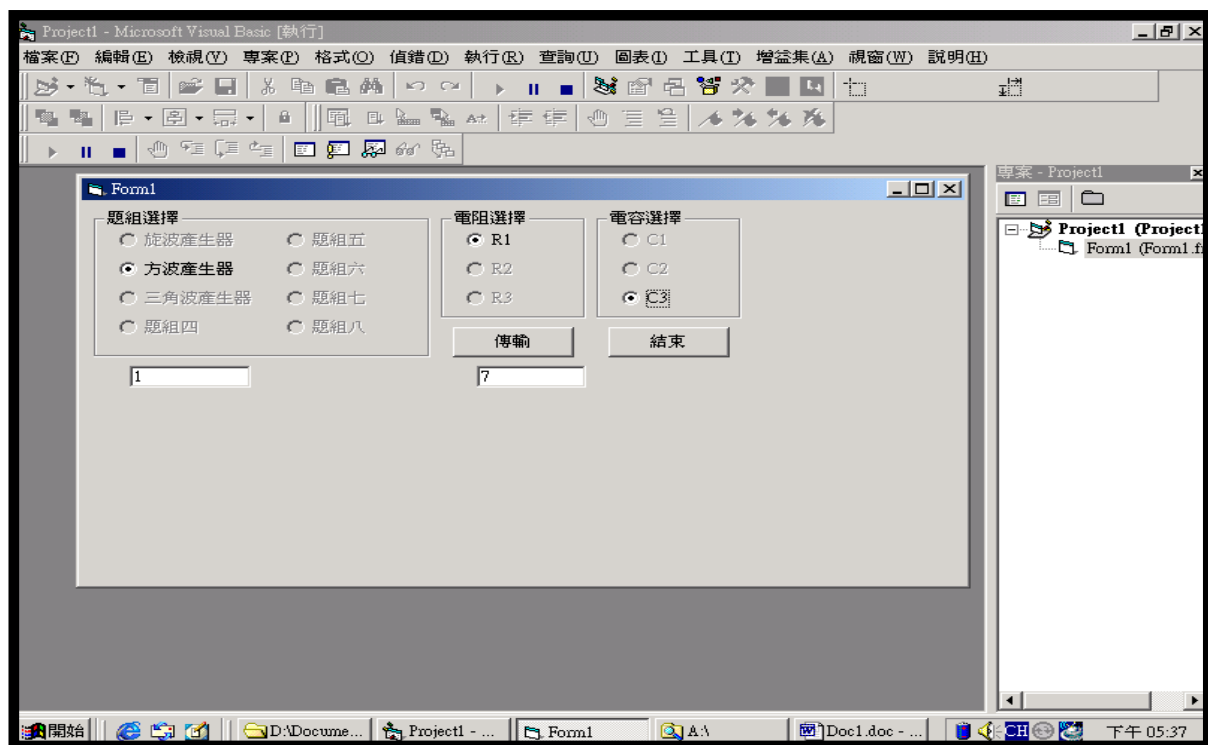 Project1 - Microsoft Visual Basic [執行]
檔案(F) 編輯(E) 檢視(V) 專案(P) 格式(O) 偵錯(D) 執行(R) 查詢(U) 圖表(I) 工具(T) 增益集(A) 視窗(W) 說明(H)
專案 - Project1
Form1
Project1 (Project1
Form1 (Form1.f
題組選擇 電阻選擇 電容選擇
旋波產生器 題組五 R1 C1
方波產生器 題組六 R2 C2
三角波產生器 題組七 R3 C3
題組四 題組八
傳輸 結束
1 7
開始 D:\Docume... Project1 - ... Form1 A:\ Doc1.doc - ... CH 下午 05:37